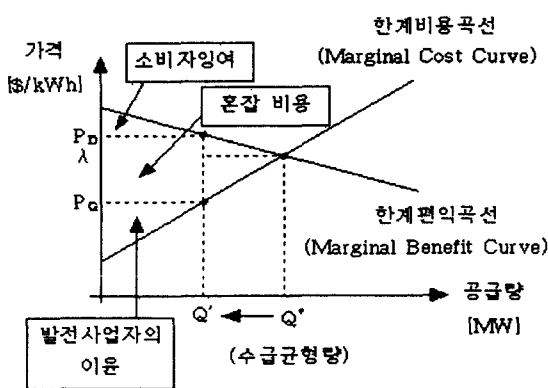 한계비용곡선
(Marginal Cost Curve)
가격
[$/kWh]
소비자잉여
혼잡 비용
P_D
λ
P_G
한계편익곡선
(Marginal Benefit Curve)
공급량
[MW]
Q′
Q*
(수급균형량)
발전사업자의
이윤